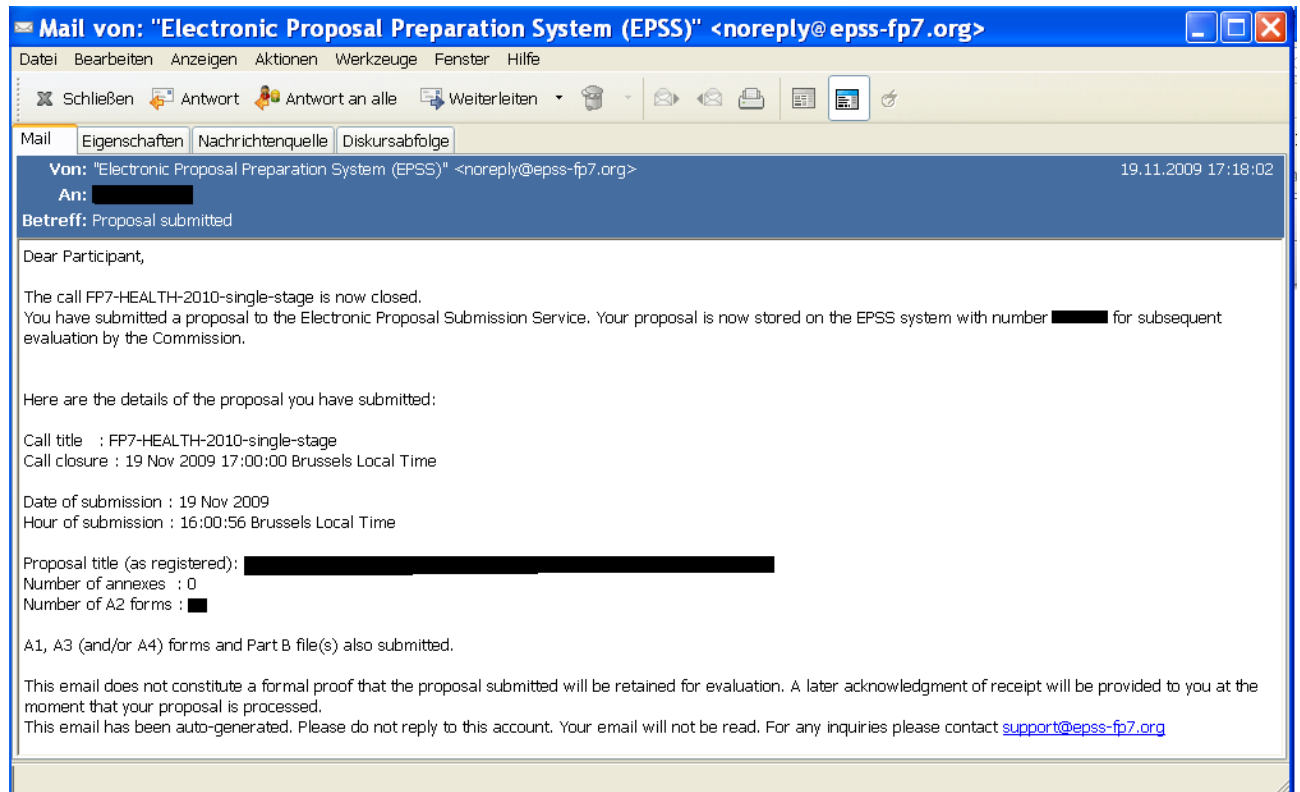 Mail von: "Electronic Proposal Preparation System (EPSS)" <noreply@epss-fp7.org>
Datei Bearbeiten Anzeigen Aktionen Werkzeuge Fenster Hilfe
Schließen Antwort Antwort an alle Weiterleiten
Mail Eigenschaften Nachrichtenquelle Diskursabfolge
Von: "Electronic Proposal Preparation System (EPSS)" <noreply@epss-fp7.org> 19.11.2009 17:18:02
An:
Betreff: Proposal submitted
Dear Participant,
The call FP7-HEALTH-2010-single-stage is now closed.
You have submitted a proposal to the Electronic Proposal Submission Service. Your proposal is now stored on the EPSS system with number for subsequent
evaluation by the Commission.
Here are the details of the proposal you have submitted:
Call title : FP7-HEALTH-2010-single-stage
Call closure : 19 Nov 2009 17:00:00 Brussels Local Time
Date of submission : 19 Nov 2009
Hour of submission : 16:00:56 Brussels Local Time
Proposal title (as registered):
Number of annexes : 0
Number of A2 forms :
A1, A3 (and/or A4) forms and Part B file(s) also submitted.
This email does not constitute a formal proof that the proposal submitted will be retained for evaluation. A later acknowledgment of receipt will be provided to you at the
moment that your proposal is processed.
This email has been auto-generated. Please do not reply to this account. Your email will not be read. For any inquiries please contact support@epss-fp7.org